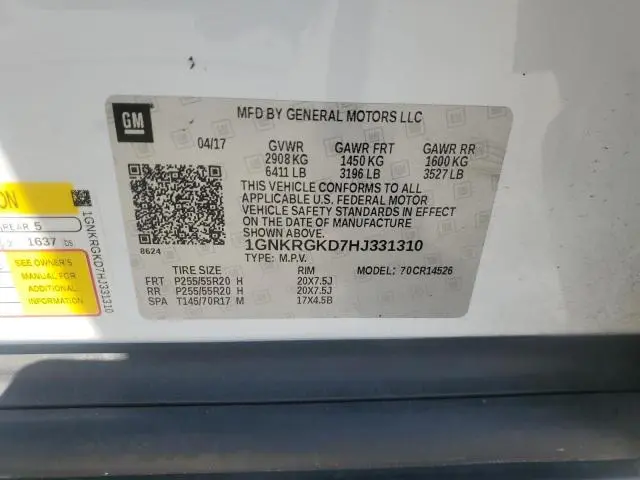 GM
MFD BY GENERAL MOTORS LLC
04/17
GVWR GAWR FRT GAWR RR
2908 KG 1450 KG 1600 KG
6411 LB 3196 LB 3527 LB
THIS VEHICLE CONFORMS TO ALL
APPLICABLE U.S. FEDERAL MOTOR
VEHICLE SAFETY STANDARDS IN EFFECT
ON THE DATE OF MANUFACTURE
SHOWN ABOVE. 1GNKRGKD7HJ331310
8624
TYPE: M.P.V.
TIRE SIZE RIM MODEL: 70CR14526
FRT P255/55R20 H 20X7.5J
RR P255/55R20 H 20X7.5J
SPA T145/70R17 M 17X4.5B
ON
REAR 5
1637
SEE OWNER'S
MANUAL FOR
ADDITIONAL
INFORMATION
1GNKRGKD7HJ331310